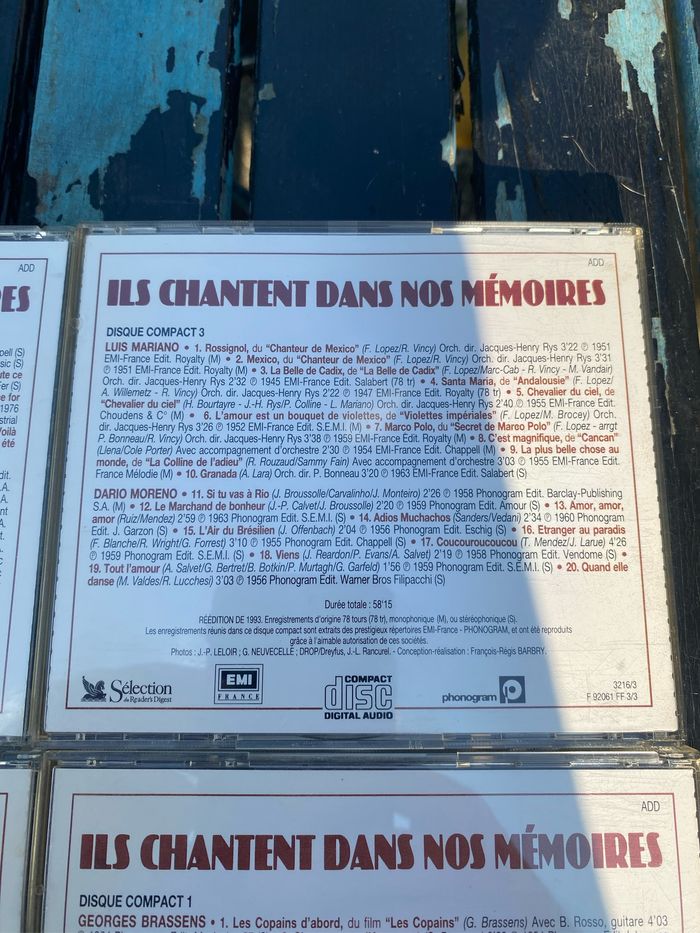 ADD
ES
pell (S)
sic (S)
ute ce
Fer (S)
e for
1976
strial
Voilà
été
dit.
.A.
ADD
ILS CHANTENT DANS NOS MÉMOIRES
DISQUE COMPACT 3
LUIS MARIANO • 1. Rossignol, du "Chanteur de Mexico" (F. Lopez/R. Vincy) Orch. dir. Jacques-Henry Rys 3'22 ℗ 1951
EMI-France Edit. Royalty (M) • 2. Mexico, du "Chanteur de Mexico" (F. Lopez/R. Vincy) Orch. dir. Jacques-Henry Rys 3'31
℗ 1951 EMI-France Edit. Royalty (M) • 3. La Belle de Cadix, de "La Belle de Cadix" (F. Lopez/Marc-Cab - R. Vincy - M. Vandair)
Orch. dir. Jacques-Henry Rys 2'32 ℗ 1945 EMI-France Edit. Salabert (78 tr) • 4. Santa Maria, de "Andalousie" (F. Lopez/
A. Willemetz - R. Vincy) Orch. dir. Jacques-Henry Rys 2'22 ℗ 1947 EMI-France Edit. Royalty (78 tr) • 5. Chevalier du ciel, de
"Chevalier du ciel" (H. Bourtayre - J.-H. Rys/P. Colline - L. Mariano) Orch. dir. Jacques-Henry Rys 2'40 ℗ 1955 EMI-France Edit.
Choudens & C° (M) • 6. L'amour est un bouquet de violettes, de "Violettes impériales" (F. Lopez/M. Brocey) Orch.
dir. Jacques-Henry Rys 3'26 ℗ 1952 EMI-France Edit. S.E.M.I. (M) • 7. Marco Polo, du "Secret de Marco Polo" (F. Lopez - arrgt
P. Bonneau/R. Vincy) Orch. dir. Jacques-Henry Rys 3'38 ℗ 1959 EMI-France Edit. Royalty (M) • 8. C'est magnifique, de "Cancan"
(Llena/Cole Porter) Avec accompagnement d'orchestre 2'30 ℗ 1954 EMI-France Edit. Chappell (M) • 9. La plus belle chose au
monde, de "La Colline de l'adieu" (R. Rouzaud/Sammy Fain) Avec accompagnement d'orchestre 3'03 ℗ 1955 EMI-France Edit.
France Mélodie (M) • 10. Granada (A. Lara) Orch. dir. P. Bonneau 3'20 ℗ 1963 EMI-France Edit. Salabert (S)
DARIO MORENO • 11. Si tu vas à Rio (J. Broussolle/Carvalinho/J. Monteiro) 2'26 ℗ 1958 Phonogram Edit. Barclay-Publishing
S.A. (M) • 12. Le Marchand de bonheur (J.-P. Calvet/J. Broussolle) 2'20 ℗ 1959 Phonogram Edit. Amour (S) • 13. Amor, amor,
amor (Ruiz/Mendez) 2'59 ℗ 1963 Phonogram Edit. S.E.M.I. (S) • 14. Adios Muchachos (Sanders/Vedani) 2'34 ℗ 1960 Phonogram
Edit. J. Garzon (S) • 15. L'Air du Brésilien (J. Offenbach) 2'04 ℗ 1956 Phonogram Edit. Eschig (S) • 16. Etranger au paradis
(F. Blanche/R. Wright/G. Forrest) 3'10 ℗ 1955 Phonogram Edit. Chappell (S) • 17. Coucouroucoucou (T. Mendez/J. Larue) 4'26
℗ 1959 Phonogram Edit. S.E.M.I. (S) • 18. Viens (J. Reardon/P. Evans/A. Salvet) 2'19 ℗ 1958 Phonogram Edit. Vendome (S) •
19. Tout l'amour (A. Salvet/G. Bertret/B. Botkin/P. Murtagh/G. Garfeld) 1'56 ℗ 1959 Phonogram Edit. S.E.M.I. (S) • 20. Quand elle
danse (M. Valdes/R. Lucchesi) 3'03 ℗ 1956 Phonogram Edit. Warner Bros Filipacchi (S)
Durée totale : 58'15
RÉÉDITION DE 1993. Enregistrements d'origine 78 tours (78 tr), monophonique (M), ou stéréophonique (S).
Les enregistrements réunis dans ce disque compact sont extraits des prestigieux répertoires EMI-France - PHONOGRAM, et ont été reproduits
grâce à l'aimable autorisation de ces sociétés.
Photos : J.-P. LELOIR ; G. NEUVECELLE ; DROP/Dreyfus, J.-L. Rancurel. - Conception-réalisation : François-Régis BARBRY.
Sélection
du Reader's Digest
EMI
FRANCE
COMPACT
disc
DIGITAL AUDIO
phonogram
3216/3
F 92061 FF 3/3
ADD
ILS CHANTENT DANS NOS MÉMOIRES
DISQUE COMPACT 1
GEORGES BRASSENS • 1. Les Copains d'abord, du film "Les Copains" (G. Brassens) Avec B. Rosso, guitare 4'03